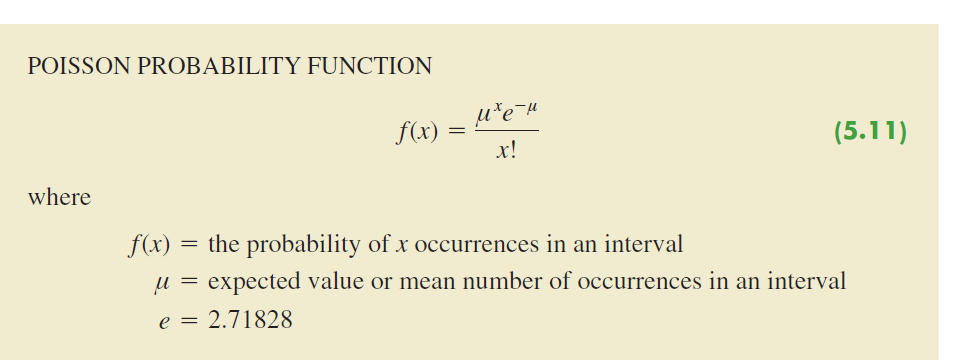 POISSON PROBABILITY FUNCTION
f(x) = μˣe⁻ᵘ / x! (5.11)
where
f(x) = the probability of x occurrences in an interval
μ = expected value or mean number of occurrences in an interval
e = 2.71828